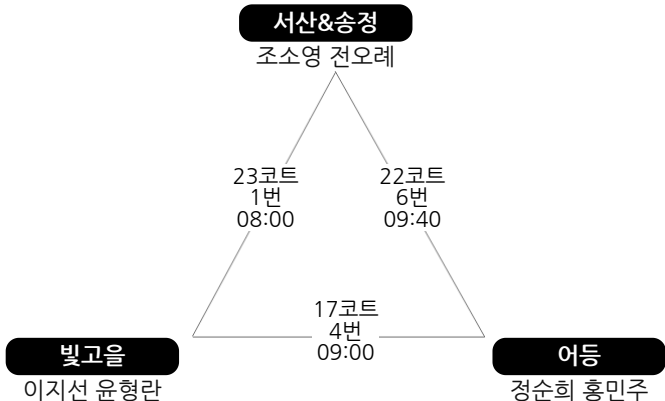 서산&송정
조소영 전오례
23코트
1번
08:00
22코트
6번
09:40
17코트
4번
09:00
빛고을
이지선 윤형란
어등
정순희 홍민주